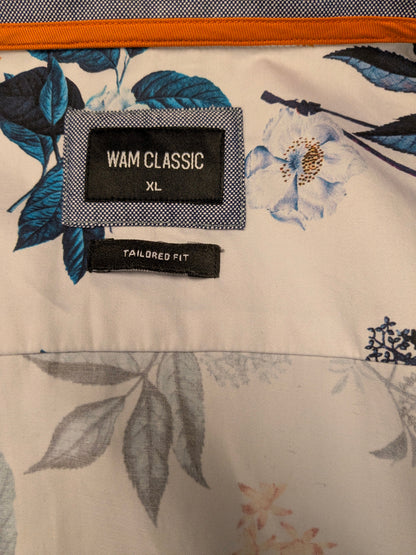 WAM CLASSIC
XL
TAILORED FIT